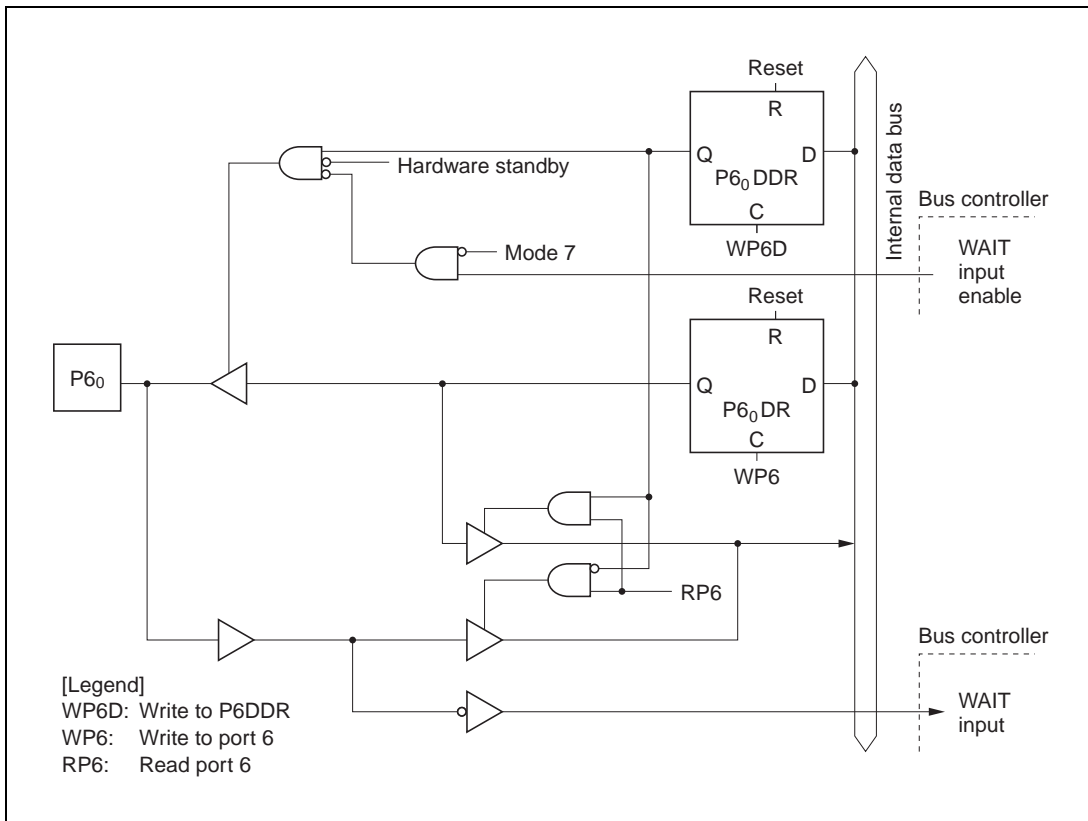 Reset
R
Q
D
P6₀DDR
C
WP6D
Hardware standby
Internal data bus
Bus controller
WAIT
input
enable
Mode 7
Reset
R
P6₀
Q
D
P6₀DR
C
WP6
RP6
Bus controller
WAIT
input
[Legend]
WP6D: Write to P6DDR
WP6: Write to port 6
RP6: Read port 6